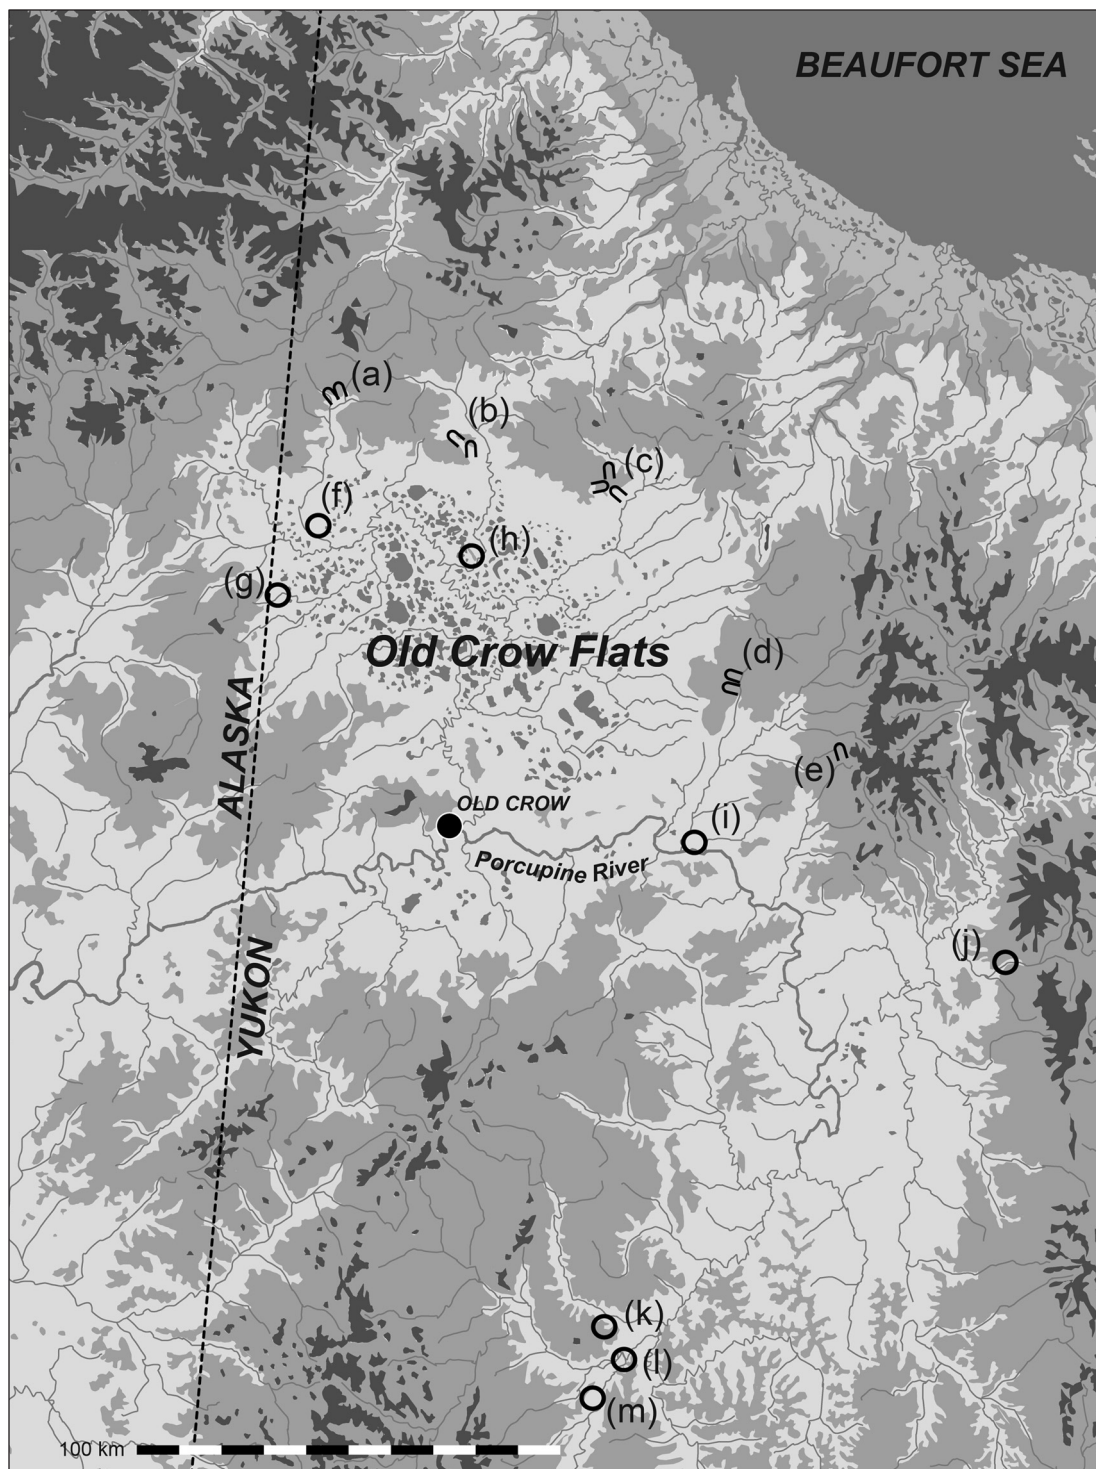 BEAUFORT SEA
(a)
(b)
(c)
(f)
(h)
(g)
Old Crow Flats
(d)
ALASKA
(e)
OLD CROW
(i)
Porcupine River
YUKON
(j)
(k)
(l)
(m)
100 km